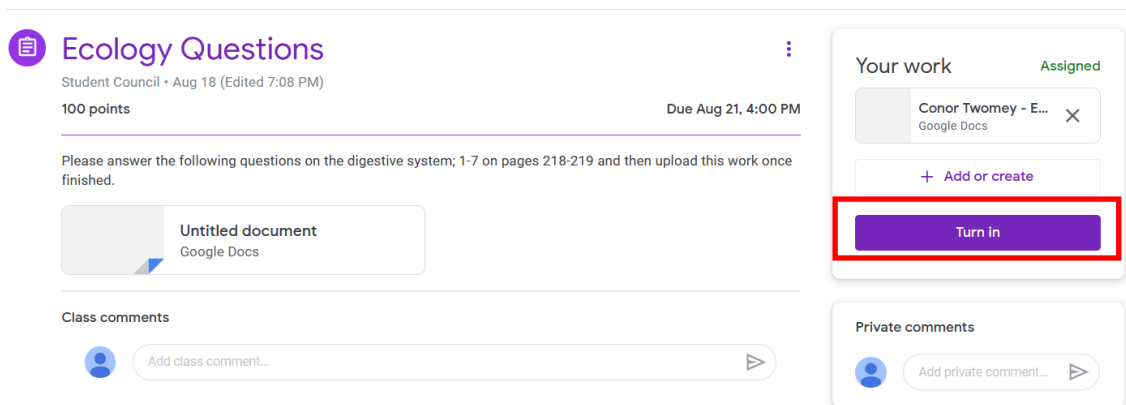 Ecology Questions
Student Council • Aug 18 (Edited 7:08 PM)
100 points
Due Aug 21, 4:00 PM
Please answer the following questions on the digestive system; 1-7 on pages 218-219 and then upload this work once
finished.
Untitled document
Google Docs
Class comments
Add class comment...
Your work
Assigned
Conor Twomey - E...
Google Docs
+ Add or create
Turn in
Private comments
Add private comment...